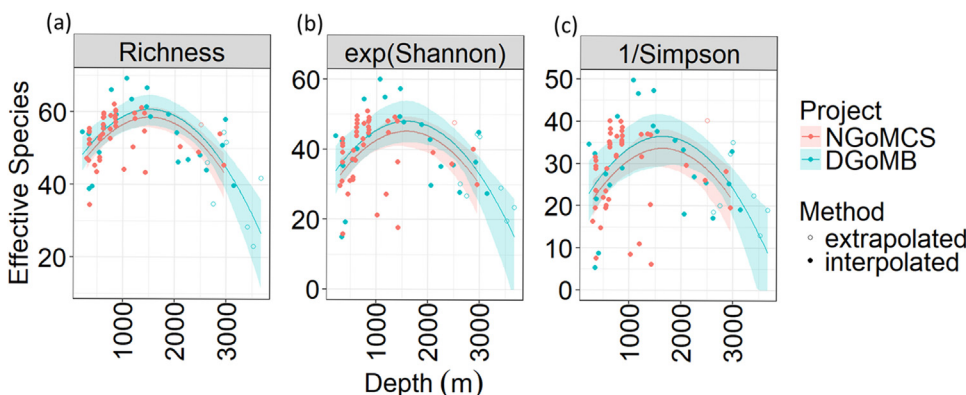 (a)
(b)
(c)
Richness
exp(Shannon)
1/Simpson
Effective Species
60
40
20
60
40
20
0
50
40
30
20
10
0
1000
2000
3000
1000
2000
3000
1000
2000
3000
Depth (m)
Project
NGoMCS
DGoMB
Method
extrapolated
interpolated